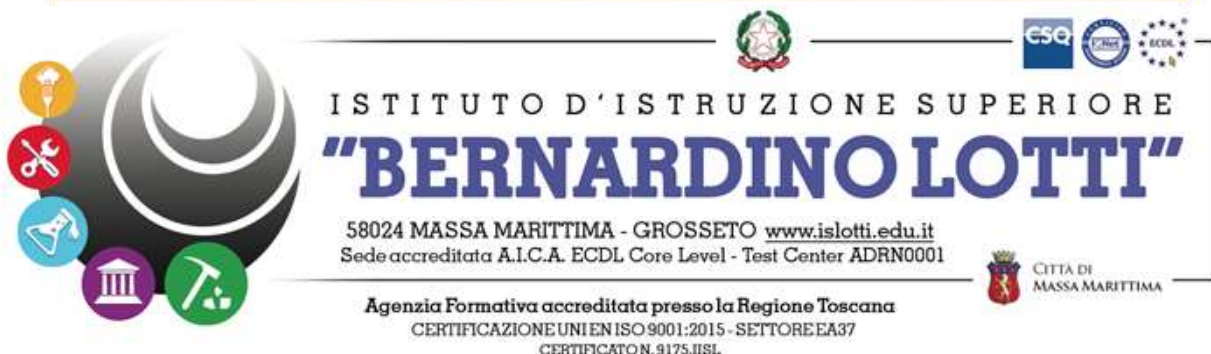 CSQ IQNet ECDL
ISTITUTO D'ISTRUZIONE SUPERIORE
"BERNARDINO LOTTI"
58024 MASSA MARITTIMA - GROSSETO www.islotti.edu.it
Sede accreditata A.I.C.A. ECDL Core Level - Test Center ADRN0001
CITTÀ DI
MASSA MARITTIMA
Agenzia Formativa accreditata presso la Regione Toscana
CERTIFICAZIONE UNI EN ISO 9001:2015 - SETTORE EA37
CERTIFICATO N. 9175.IISL